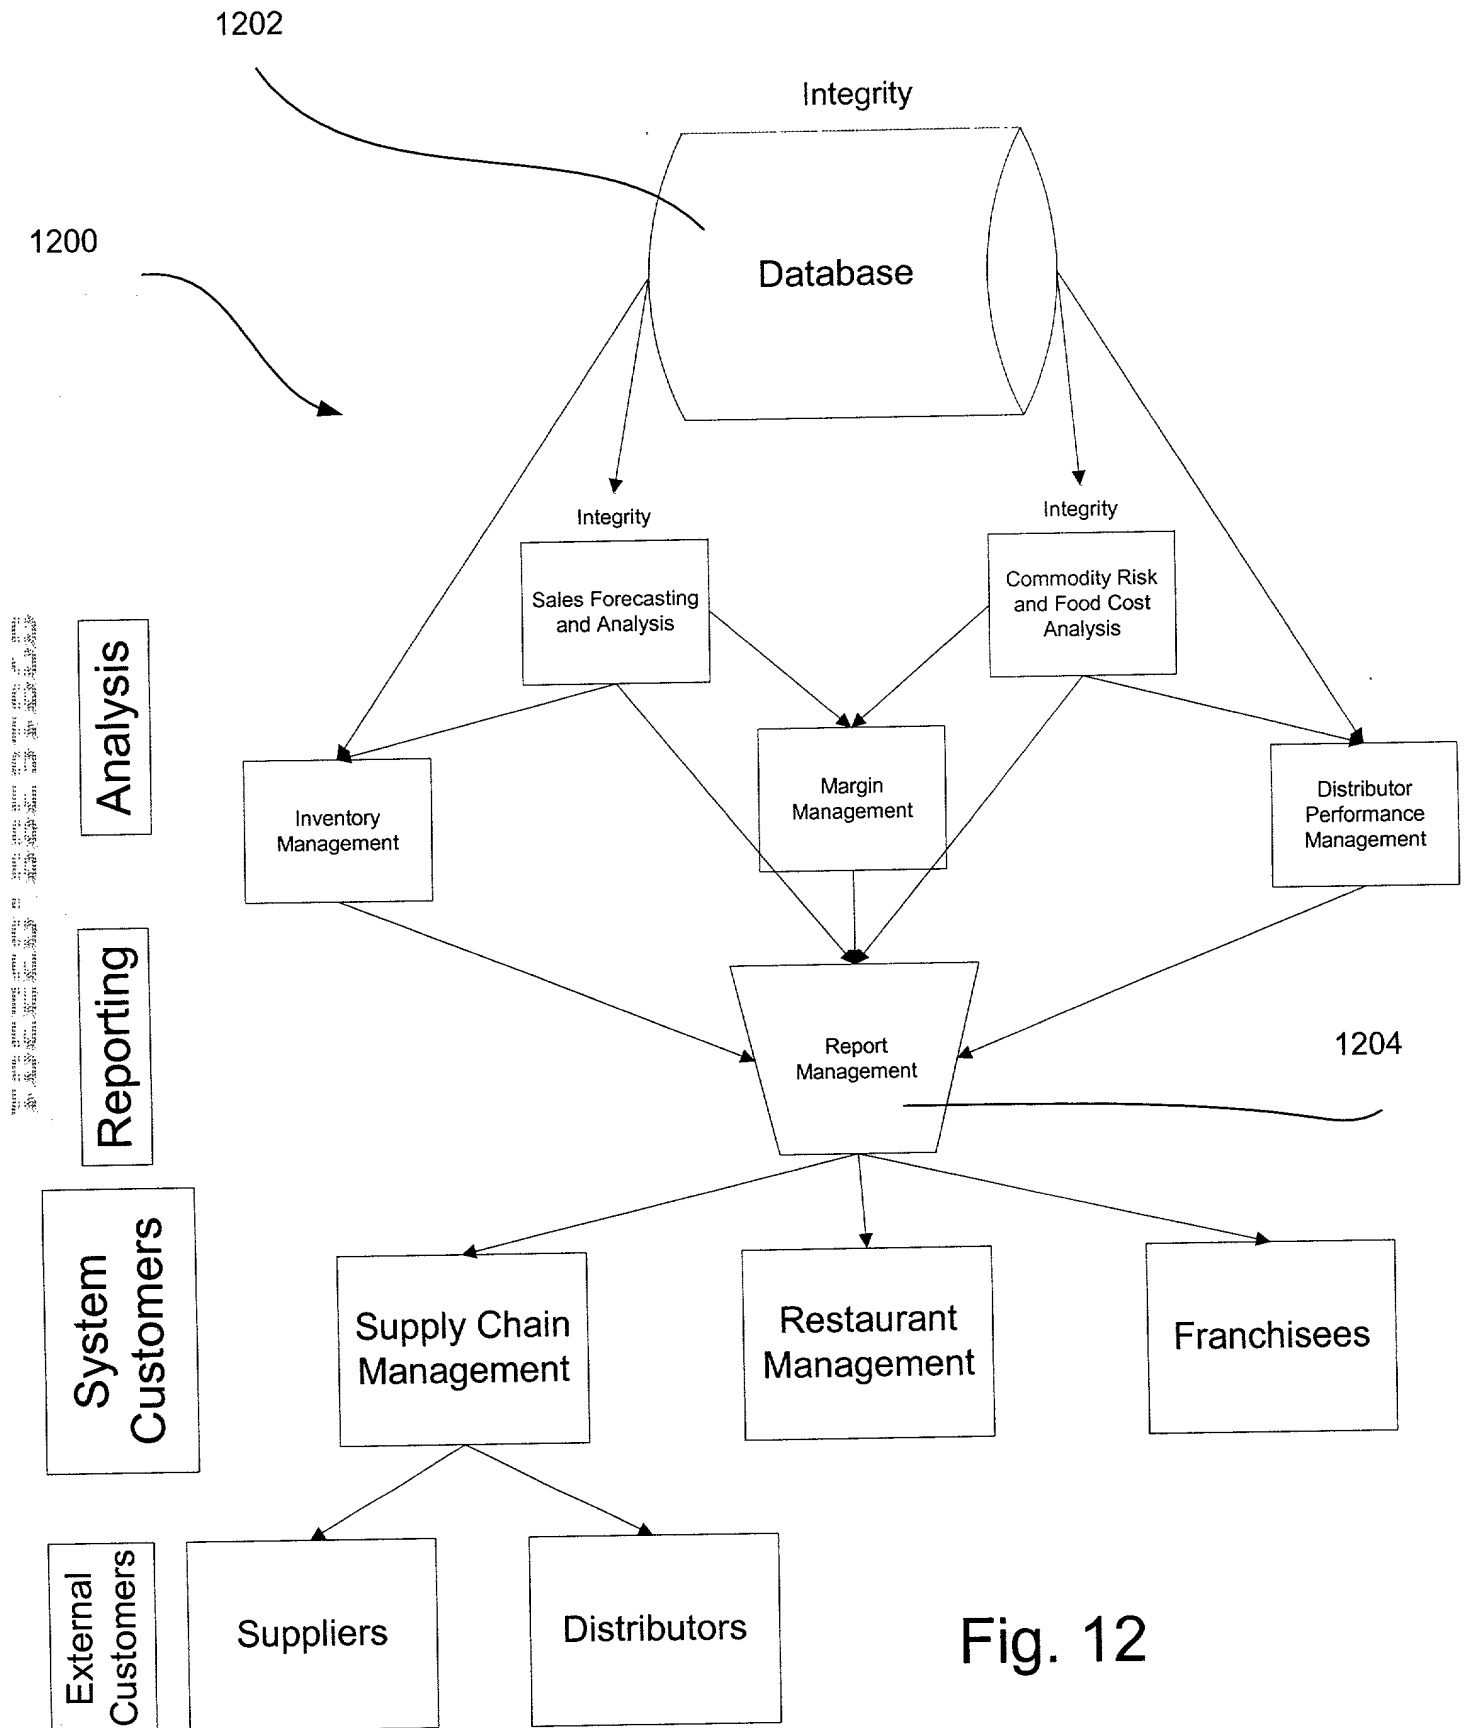 1202
Integrity
1200
Database
Integrity
Integrity
Sales Forecasting
and Analysis
Commodity Risk
and Food Cost
Analysis
Analysis
Inventory
Management
Margin
Management
Distributor
Performance
Management
Reporting
Report
Management
1204
System
Customers
Supply Chain
Management
Restaurant
Management
Franchisees
External
Customers
Suppliers
Distributors
Fig. 12